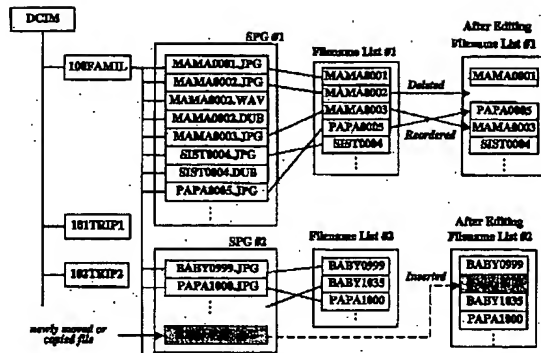 DCIM
SPG #1
Filename List #1
After Editing
Filename List #1
100FAMIL
MAMA0001.JPG
MAMA0002.JPG
MAMA0002.WAV
MAMA0002.DUB
MAMA0003.JPG
SIST0004.JPG
SIST0004.DUB
PAPA0005.JPG
MAMA0001
MAMA0002
MAMA0003
PAPA0005
SIST0004
Deleted
Reordered
MAMA0001
PAPA0005
MAMA0003
SIST0004
101TRIP1
102TRIP2
SPG #2
Filename List #2
After Editing
Filename List #2
BABY0999.JPG
PAPA1000.JPG
BABY0999
BABY1035
PAPA1000
Inserted
BABY0999
BABY1035
PAPA1000
newly moved or
copied file